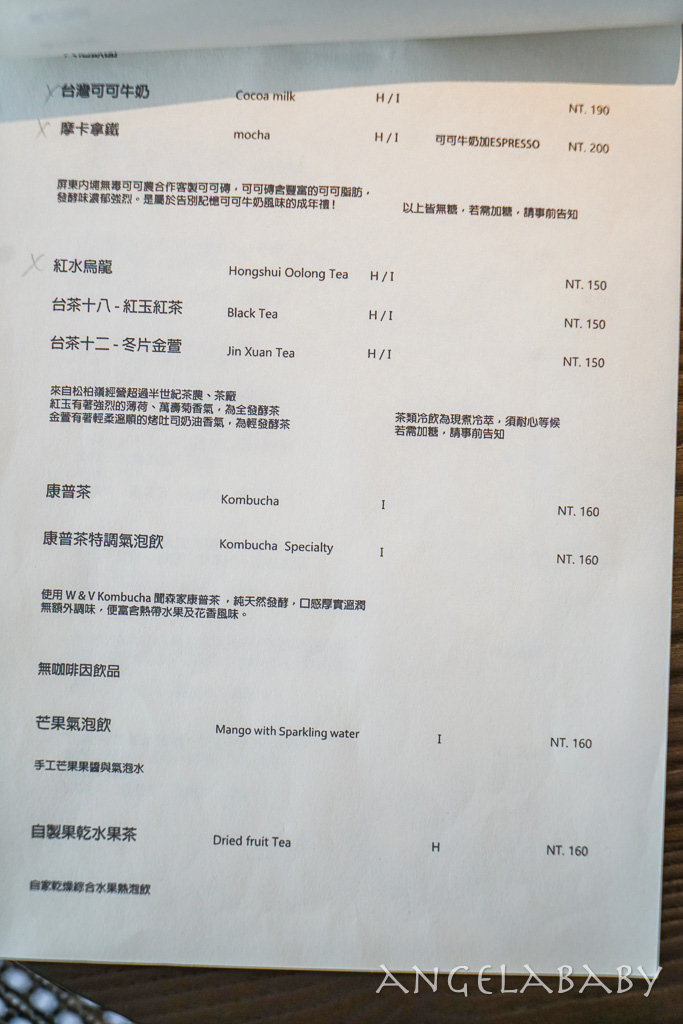 台灣可可牛奶 Cocoa milk H / I NT. 190
摩卡拿鐵 mocha H / I 可可牛奶加ESPRESSO NT. 200
屏東內埔無毒可可農合作客製可可磚，可可磚含豐富的可可脂肪，
發酵味濃郁強烈。是屬於告別記憶可可牛奶風味的成年禮！
以上皆無糖，若需加糖，請事前告知
紅水烏龍 Hongshui Oolong Tea H / I NT. 150
台茶十八 - 紅玉紅茶 Black Tea H / I NT. 150
台茶十二 - 冬片金萱 Jin Xuan Tea H / I NT. 150
來自松柏嶺經營超過半世紀茶農、茶廠
紅玉有著強烈的薄荷、萬壽菊香氣，為全發酵茶
金萱有著輕柔溫順的烤吐司奶油香氣，為輕發酵茶
茶類冷飲為現煮冷萃，須耐心等候
若需加糖，請事前告知
康普茶 Kombucha I NT. 160
康普茶特調氣泡飲 Kombucha Specialty I NT. 160
使用 W & V Kombucha 聞森家康普茶 ，純天然發酵，口感厚實溫潤
無額外調味，便富含熱帶水果及花香風味。
無咖啡因飲品
芒果氣泡飲 Mango with Sparkling water I NT. 160
手工芒果果醬與氣泡水
自製果乾水果茶 Dried fruit Tea H NT. 160
自家乾燥綜合水果熱泡飲
ANGELABABY